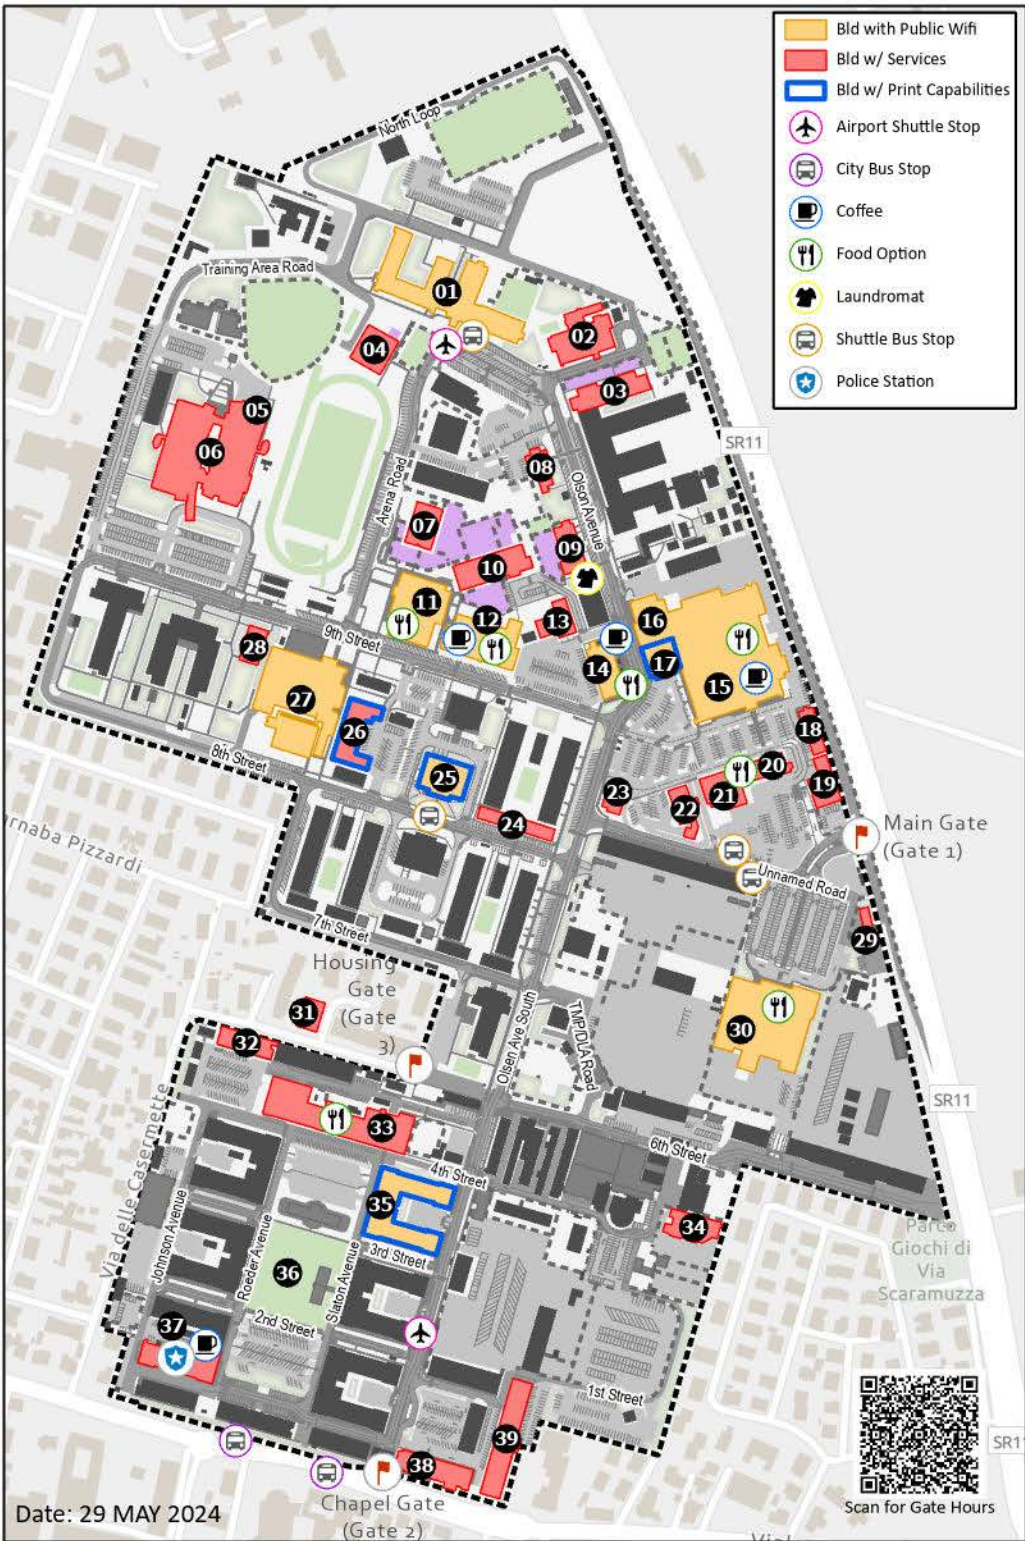 Bld with Public Wifi
Bld w/ Services
Bld w/ Print Capabilities
Airport Shuttle Stop
City Bus Stop
Coffee
Food Option
Laundromat
Shuttle Bus Stop
Police Station
North Loop
Training Area Road
01
02
03
04
05
06
SR11
Arena Road
Olson Avenue
07
08
09
10
11
12
13
14
15
16
17
9th Street
28
27
26
25
24
23
22
21
20
18
19
8th Street
Main Gate
(Gate 1)
Unnamed Road
29
arnaba Pizzardi
7th Street
Housing
Gate
(Gate
3)
31
32
33
Olsen Ave South
TMP/DLA Road
30
SR11
6th Street
4th Street
35
3rd Street
34
Via delle Casermette
Johnson Avenue
Roeder Avenue
Slaton Avenue
36
2nd Street
37
Parco
Giochi di
Via
Scaramuzza
1st Street
39
38
SR11
Chapel Gate
(Gate 2)
Date: 29 MAY 2024
Scan for Gate Hours